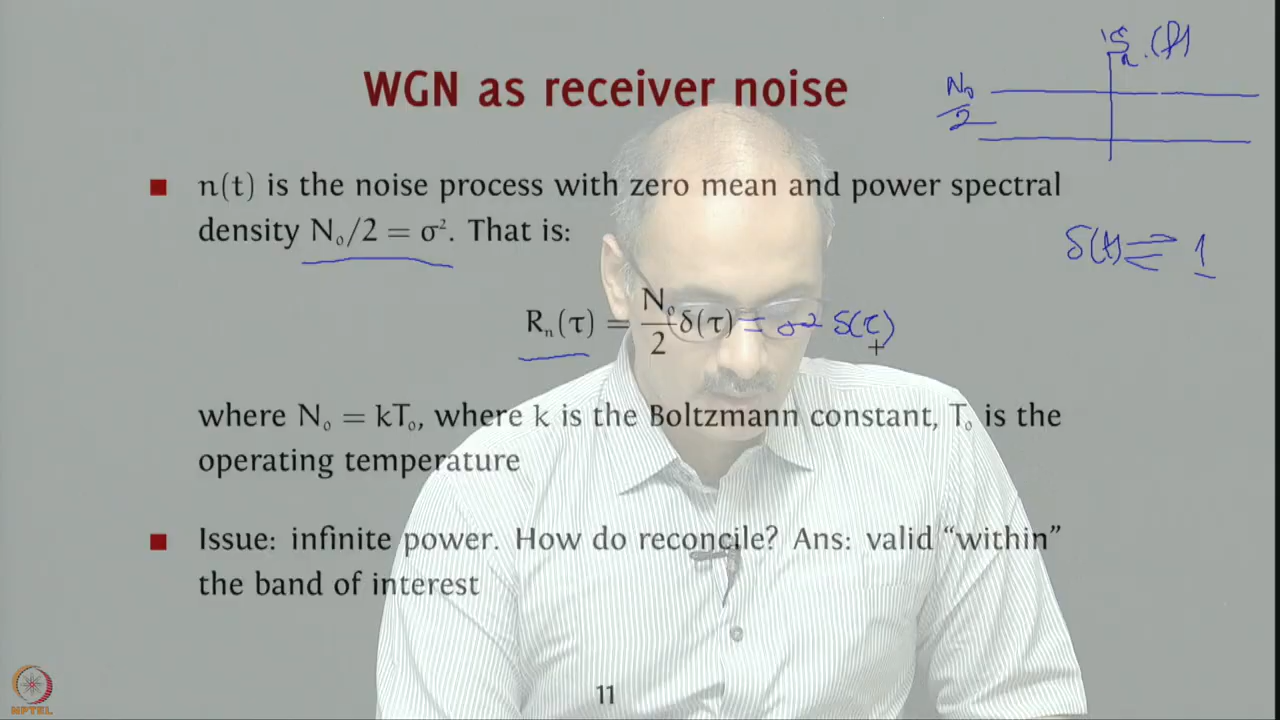 WGN as receiver noise
S_n(f)
N₀/2
n(t) is the noise process with zero mean and power spectral
density N₀/2 = σ². That is:
δ(t) ⇌ 1
Rₙ(τ) = N₀/2 δ(τ) = σ² δ(τ)
where N₀ = kT₀, where k is the Boltzmann constant, T₀ is the
operating temperature
Issue: infinite power. How do reconcile? Ans: valid “within”
the band of interest
11
NPTEL